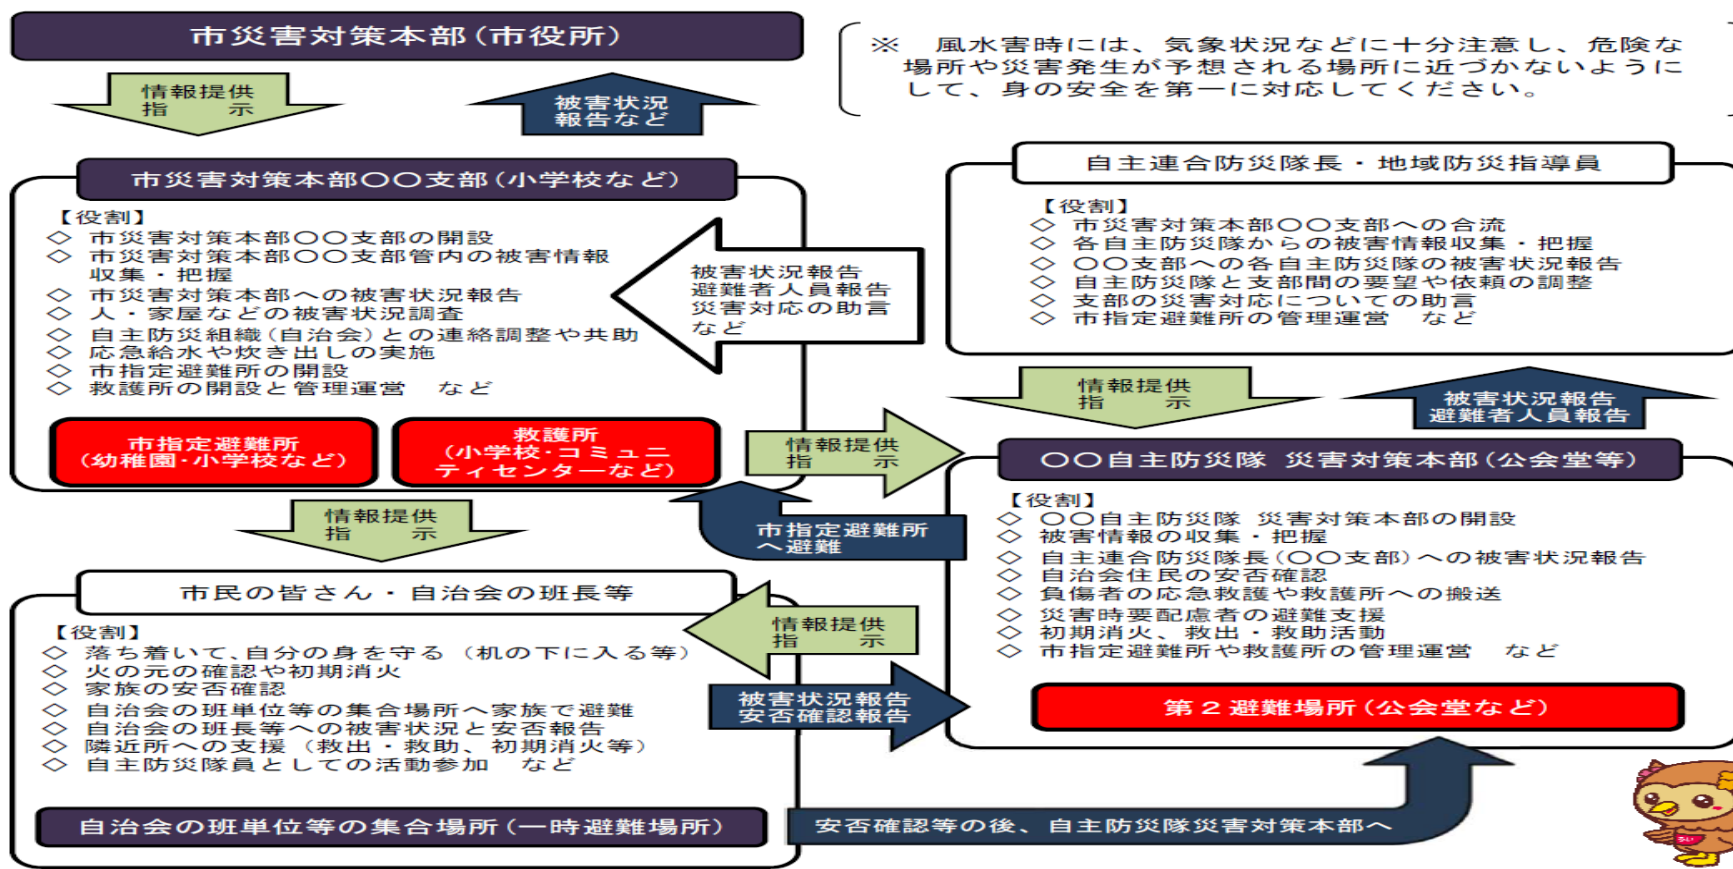 市災害対策本部（市役所）
※　風水害時には、気象状況などに十分注意し、危険な
場所や災害発生が予想される場所に近づかないように
して、身の安全を第一に対応してください。
情報提供
指　　示
被害状況
報告など
市災害対策本部〇〇支部（小学校など）
【役割】
◇ 市災害対策本部〇〇支部の開設
◇ 市災害対策本部〇〇支部管内の被害情報
収集・把握
◇ 市災害対策本部への被害状況報告
◇ 人・家屋などの被害状況調査
◇ 自主防災組織（自治会）との連絡調整や共助
◇ 応急給水や炊き出しの実施
◇ 市指定避難所の開設
◇ 救護所の開設と管理運営　など
市指定避難所
（幼稚園・小学校など）
救護所
（小学校・コミュニ
ティセンターなど）
被害状況報告
避難者人員報告
災害対応の助言
など
自主連合防災隊長・地域防災指導員
【役割】
◇ 市災害対策本部〇〇支部への合流
◇ 各自主防災隊からの被害情報収集・把握
◇ 〇〇支部への各自主防災隊の被害状況報告
◇ 自主防災隊と支部間の要望や依頼の調整
◇ 支部の災害対応についての助言
◇ 市指定避難所の管理運営　など
情報提供
指　　示
被害状況報告
避難者人員報告
情報提供
指　　示
市指定避難所
へ避難
〇〇自主防災隊 災害対策本部（公会堂等）
【役割】
◇ 〇〇自主防災隊 災害対策本部の開設
◇ 被害情報の収集・把握
◇ 自主連合防災隊長（〇〇支部）への被害状況報告
◇ 自治会住民の安否確認
◇ 負傷者の応急救護や救護所への搬送
◇ 災害時要配慮者の避難支援
◇ 初期消火、救出・救助活動
◇ 市指定避難所や救護所の管理運営　など
第２避難場所（公会堂など）
情報提供
指　　示
市民の皆さん・自治会の班長等
【役割】
◇ 落ち着いて、自分の身を守る（机の下に入る等）
◇ 火の元の確認や初期消火
◇ 家族の安否確認
◇ 自治会の班単位等の集合場所へ家族で避難
◇ 自治会の班長等への被害状況と安否報告
◇ 隣近所への支援（救出・救助、初期消火等）
◇ 自主防災隊員としての活動参加　など
情報提供
指　　示
被害状況報告
安否確認報告
自治会の班単位等の集合場所（一時避難場所）
安否確認等の後、自主防災隊災害対策本部へ